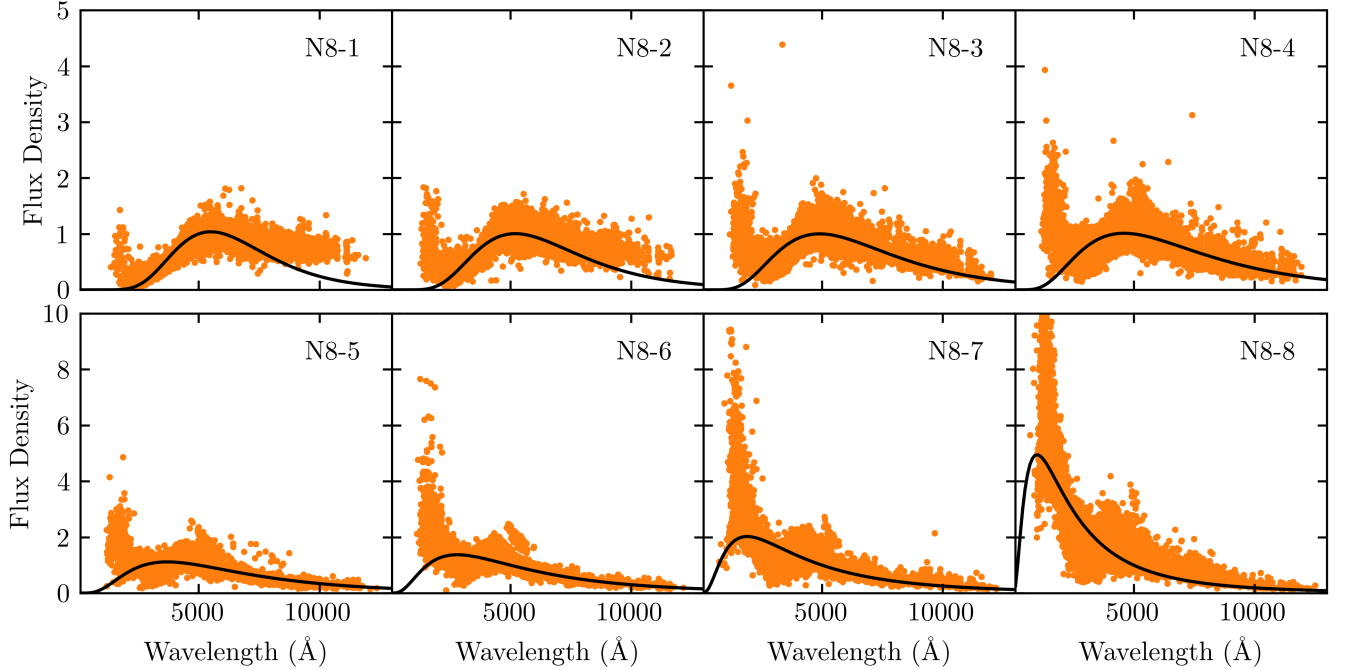 5
4
3
2
1
0
Flux Density
N8-1
N8-2
N8-3
N8-4
10
8
6
4
2
0
Flux Density
N8-5
N8-6
N8-7
N8-8
5000 10000 5000 10000 5000 10000 5000 10000
Wavelength (Å) Wavelength (Å) Wavelength (Å) Wavelength (Å)